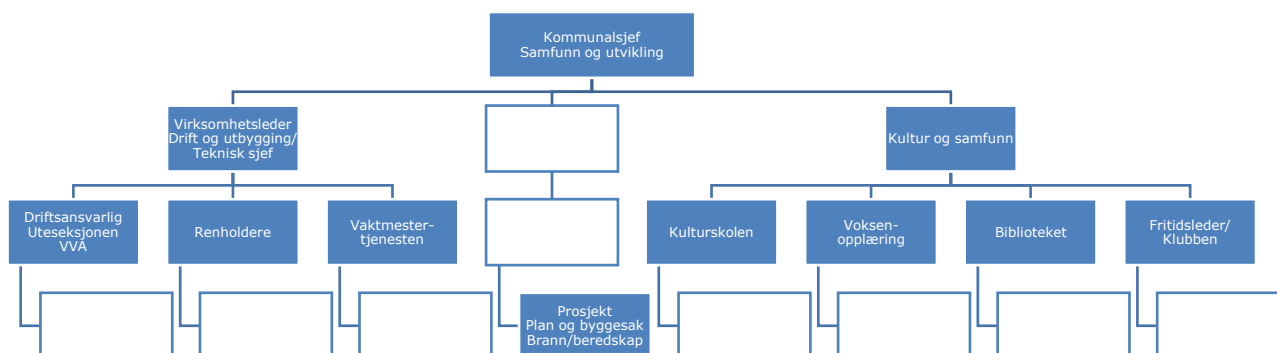 Kommunalsjef
Samfunn og utvikling
Virksomhetsleder
Drift og utbygging/
Teknisk sjef
Kultur og samfunn
Driftsansvarlig
Uteseksjonen
VVA
Renholdere
Vaktmester-
tjenesten
Kulturskolen
Voksen-
opplæring
Biblioteket
Fritidsleder/
Klubben
Prosjekt
Plan og byggesak
Brann/beredskap